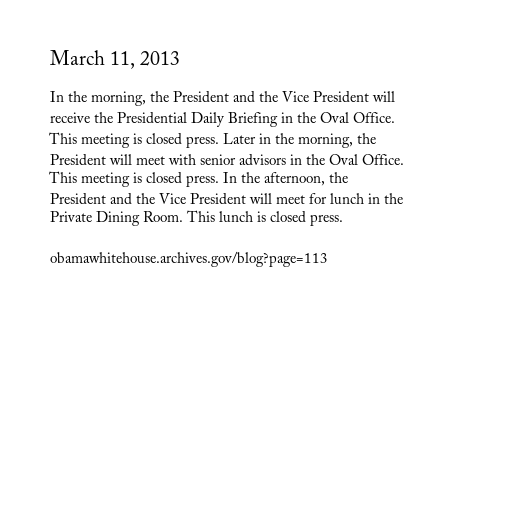 March 11, 2013
In the morning, the President and the Vice President will
receive the Presidential Daily Briefing in the Oval Office.
This meeting is closed press. Later in the morning, the
President will meet with senior advisors in the Oval Office.
This meeting is closed press. In the afternoon, the
President and the Vice President will meet for lunch in the
Private Dining Room. This lunch is closed press.
obamawhitehouse.archives.gov/blog?page=113